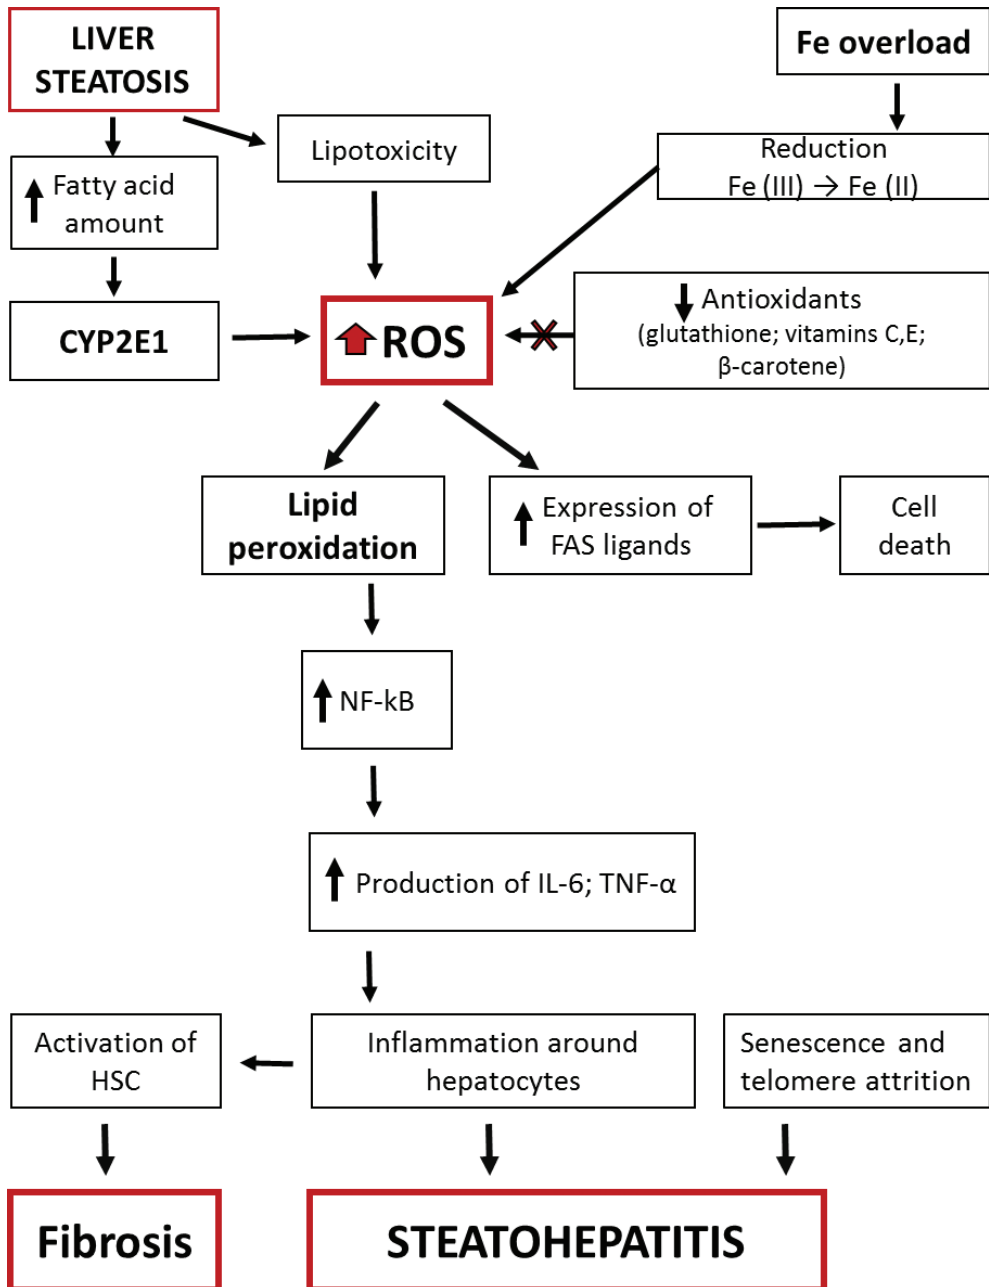 LIVER
STEATOSIS
Fe overload
Lipotoxicity
Reduction
Fe (III) → Fe (II)
Fatty acid
amount
Antioxidants
(glutathione; vitamins C,E;
β-carotene)
CYP2E1
ROS
Lipid
peroxidation
Expression of
FAS ligands
Cell
death
NF-kB
Production of IL-6; TNF-α
Activation of
HSC
Inflammation around
hepatocytes
Senescence and
telomere attrition
Fibrosis
STEATOHEPATITIS